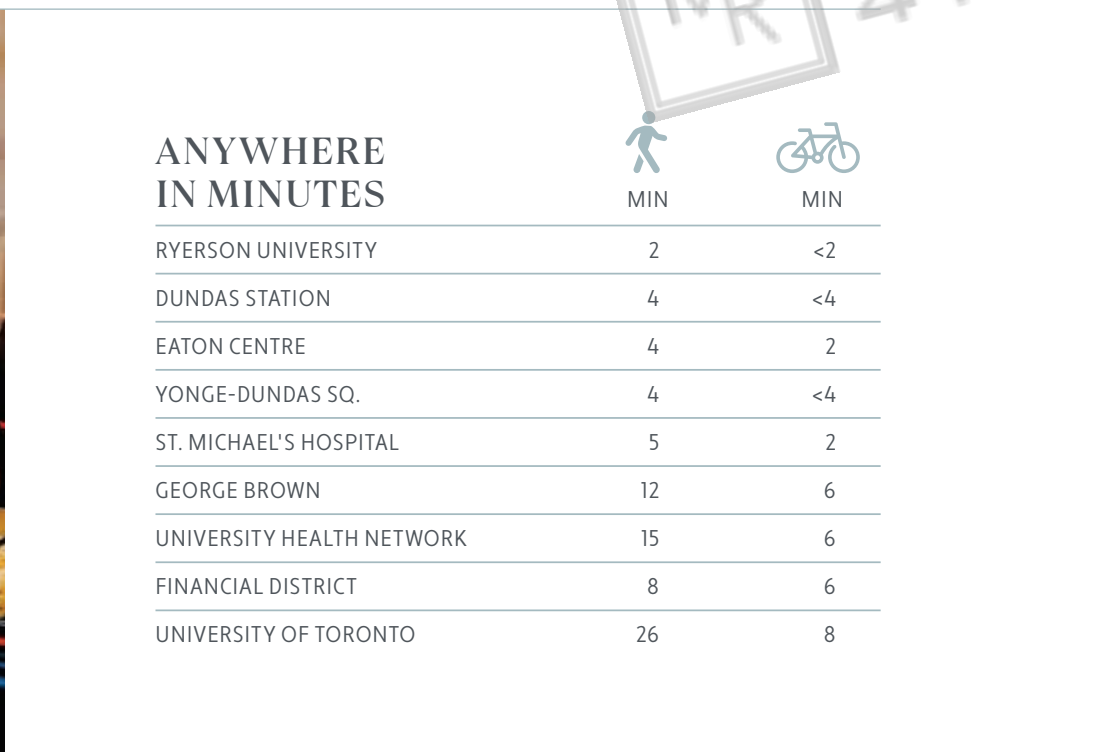 ANYWHERE
IN MINUTES
MIN MIN
RYERSON UNIVERSITY 2 <2
DUNDAS STATION 4 <4
EATON CENTRE 4 2
YONGE-DUNDAS SQ. 4 <4
ST. MICHAEL'S HOSPITAL 5 2
GEORGE BROWN 12 6
UNIVERSITY HEALTH NETWORK 15 6
FINANCIAL DISTRICT 8 6
UNIVERSITY OF TORONTO 26 8